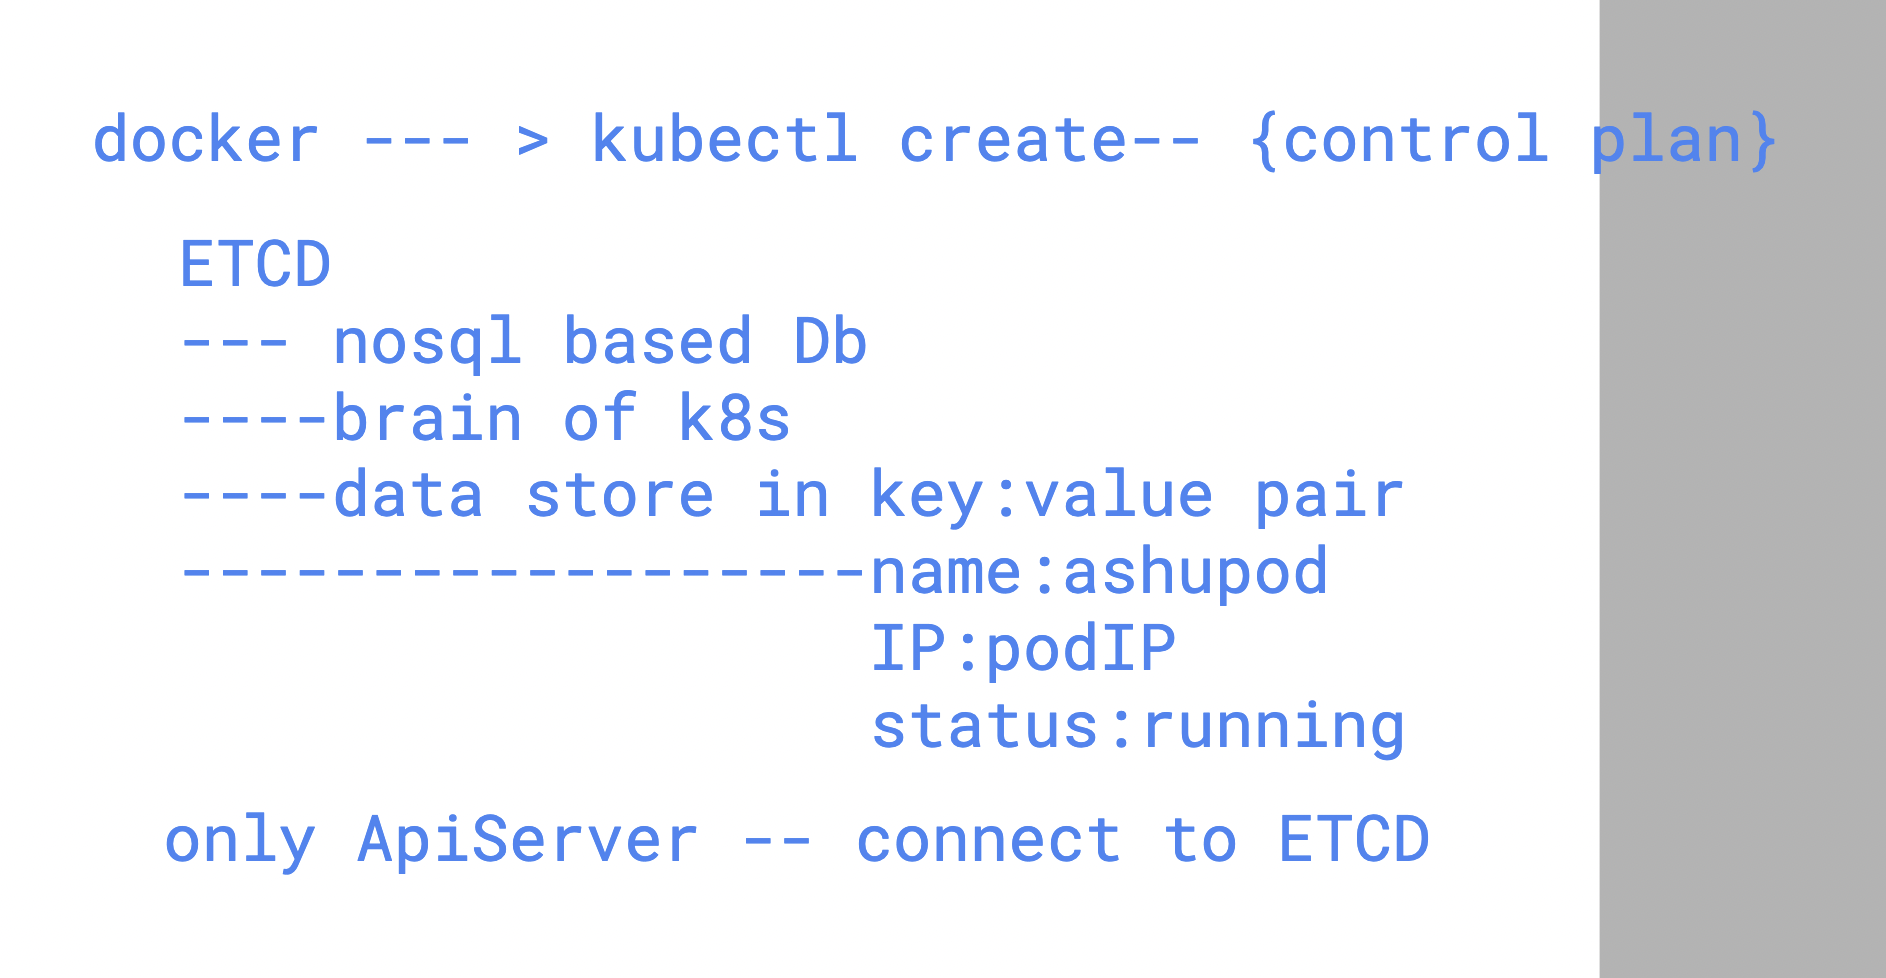 docker --- > kubectl create-- {control plan}
ETCD
--- nosql based Db
----brain of k8s
----data store in key:value pair
------------------name:ashupod
IP:podIP
status:running
only ApiServer -- connect to ETCD